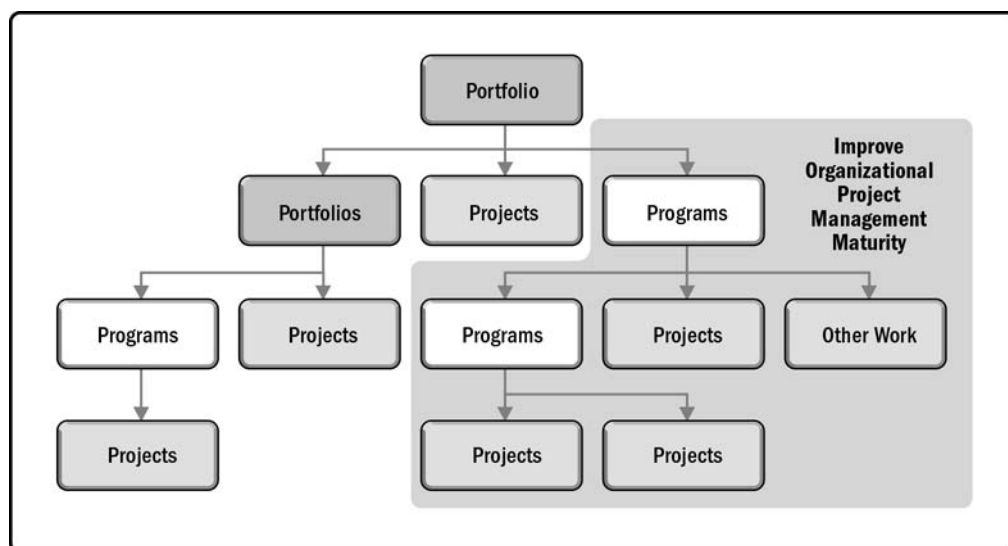 Portfolio
Improve
Organizational
Project
Management
Maturity
Portfolios
Projects
Programs
Programs
Projects
Programs
Projects
Other Work
Projects
Projects
Projects